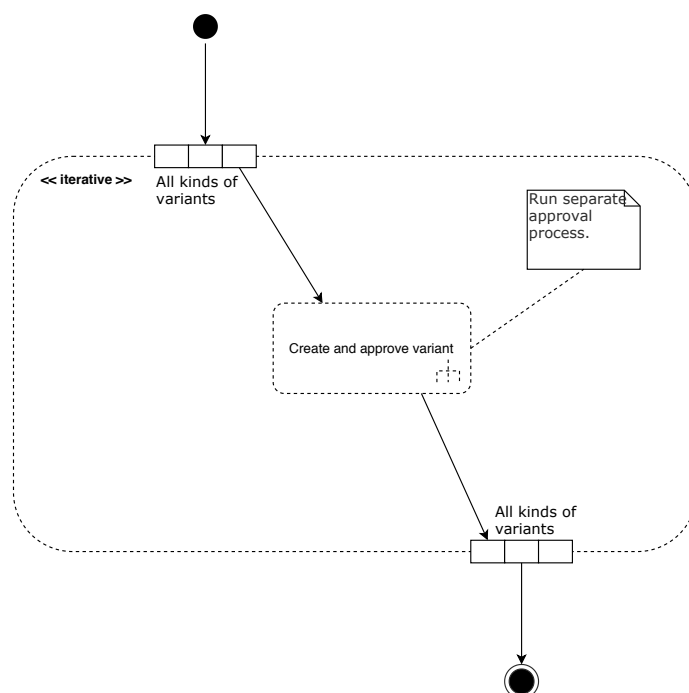 << iterative >>
All kinds of
variants
Run separate
approval
process.
Create and approve variant
All kinds of
variants